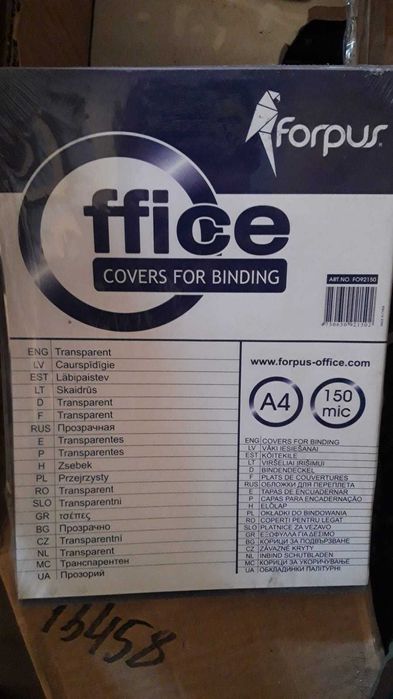 forpus
Office
COVERS FOR BINDING
ART NO. FO92150
ENG Transparent
LV Caurspīdīgie
EST Läbipaistev
LT Skaidrūs
D Transparent
F Transparent
RUS Прозрачная
E Transparentes
P Transparentes
H Zsebek
PL Przejrzysty
RO Transparent
SLO Transparentni
GR τσέπες
BG Прозрачно
CZ Transparentni
NL Transparent
MC Транспарентен
UA Прозорий
www.forpus-office.com
A4
150
mic
ENG COVERS FOR BINDING
LV VĀKI IESIEŠANAI
EST KÖITEKILE
LT VIRŠELIAI ĮRIŠIMUI
D BINDENDECKEL
F PLATS DE COUVERTURES
RUS ОБЛОЖКИ ДЛЯ ПЕРЕПЛЕТА
E TAPAS DE ENCUADERNAR
P CAPAS PARA ENCADERNAÇÃO
H ELŐLAP
PL OKŁADKI DO BINDOWANIA
RO COPERTI PENTRU LEGAT
SLO PLATNICE ZA VEZAVO
GR ΕΞΩΦΥΛΛΑ ΓΙΑ ΔΕΣΙΜΟ
BG КОРИЦИ ЗА ПОДВЪРЗВАНЕ
CZ ZÁVAZNÉ KRYTY
NL INBIND SCHUTBLADEN
MC КОРИЦИ ЗА УКОРИЧУВАЊЕ
UA ОБКЛАДИНКИ ПАЛІТУРНІ
15458